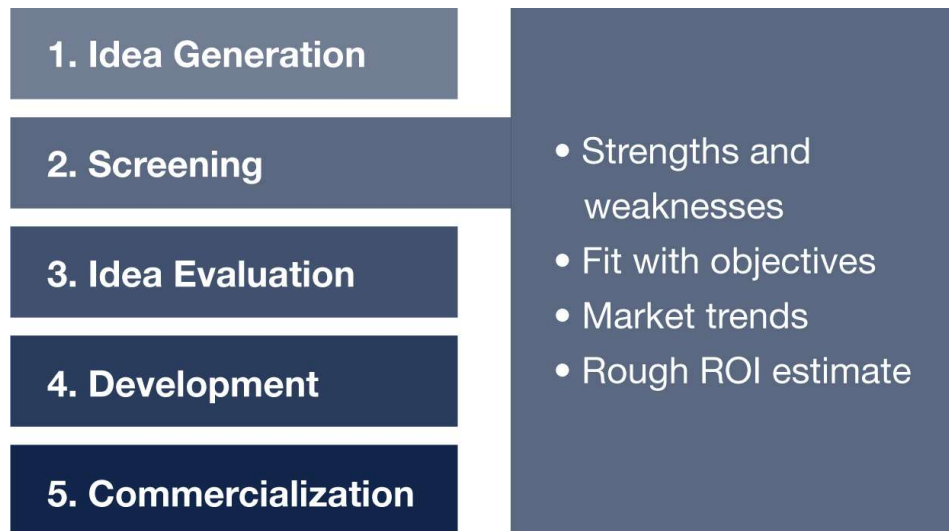 1. Idea Generation
2. Screening
3. Idea Evaluation
4. Development
5. Commercialization
• Strengths and
weaknesses
• Fit with objectives
• Market trends
• Rough ROI estimate